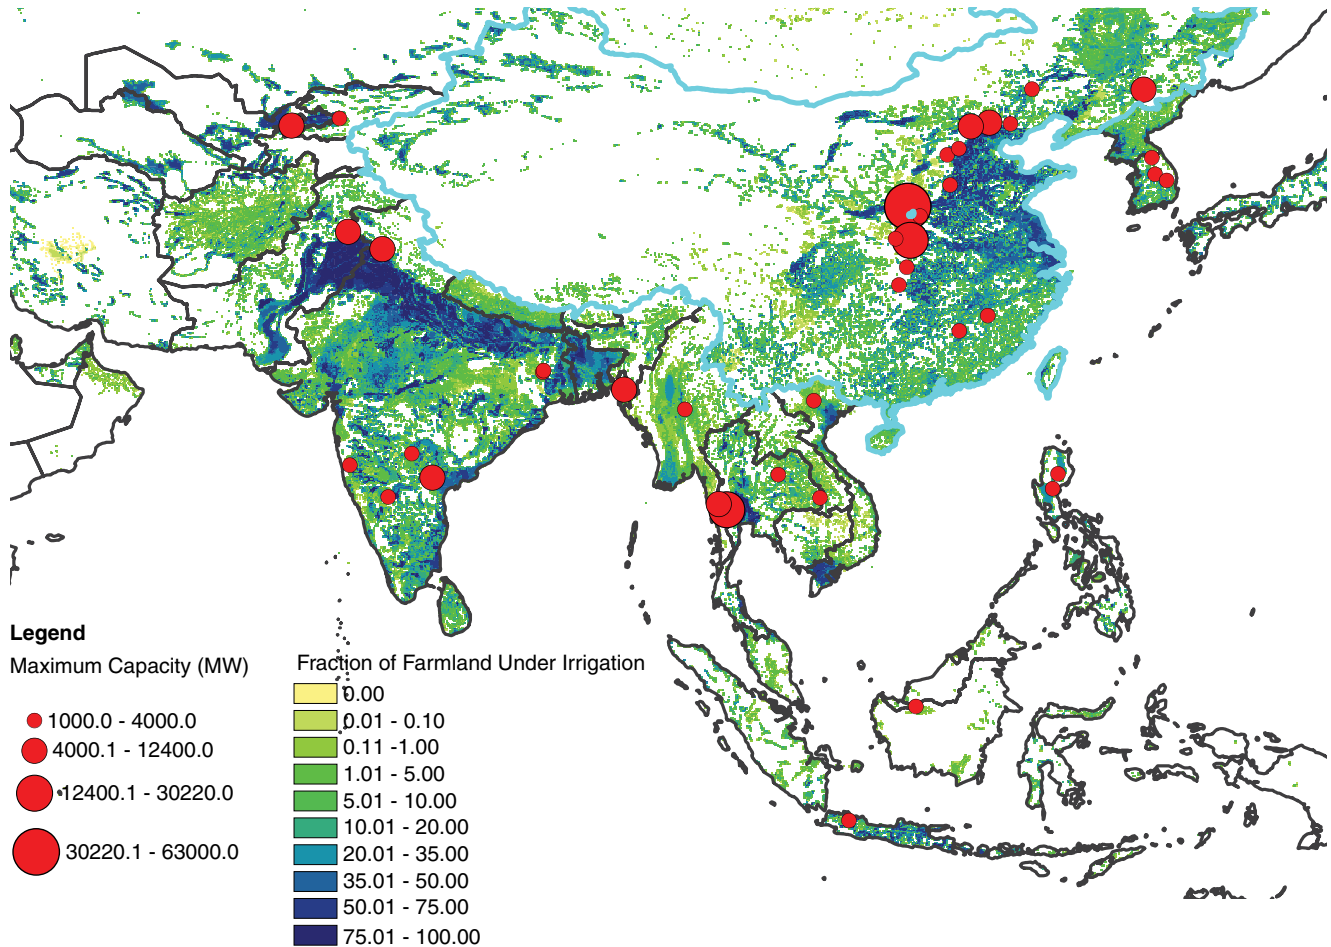 Legend
Maximum Capacity (MW)
1000.0 - 4000.0
4000.1 - 12400.0
12400.1 - 30220.0
30220.1 - 63000.0
Fraction of Farmland Under Irrigation
0.00
0.01 - 0.10
0.11 -1.00
1.01 - 5.00
5.01 - 10.00
10.01 - 20.00
20.01 - 35.00
35.01 - 50.00
50.01 - 75.00
75.01 - 100.00